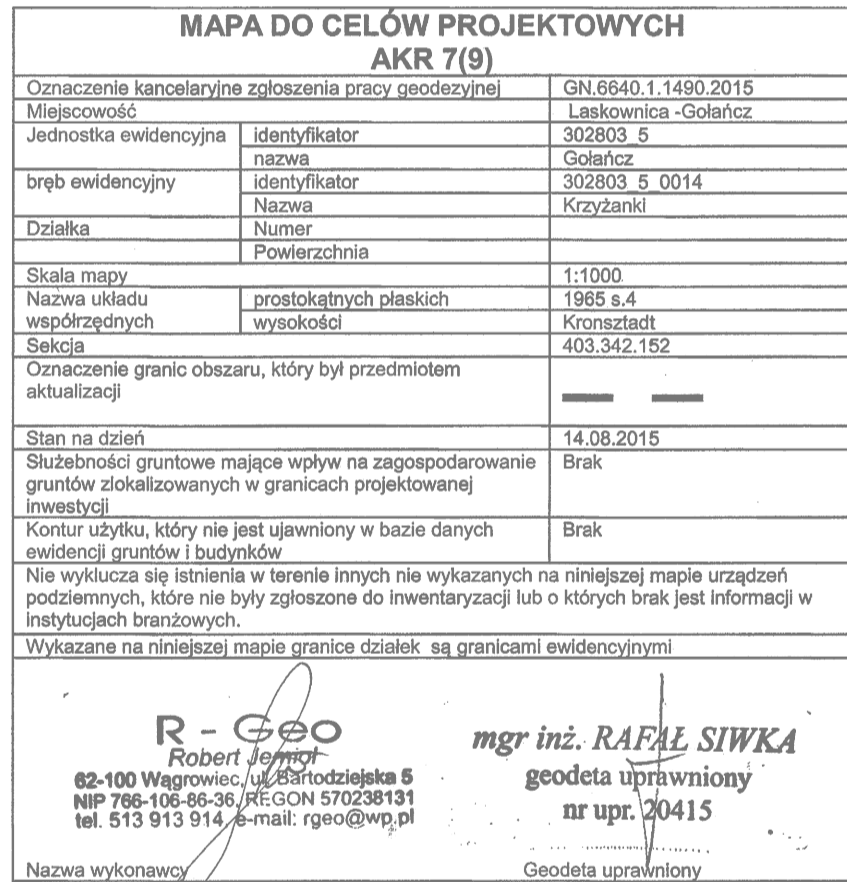 MAPA DO CELÓW PROJEKTOWYCH
AKR 7(9)
Oznaczenie kancelaryjne zgłoszenia pracy geodezyjnej GN.6640.1.1490.2015
Miejscowość Laskownica -Gołańcz
Jednostka ewidencyjna identyfikator 302803_5
nazwa Gołańcz
bręb ewidencyjny identyfikator 302803_5_0014
Nazwa Krzyżanki
Działka Numer
Powierzchnia
Skala mapy 1:1000
Nazwa układu współrzędnych prostokątnych płaskich 1965 s.4
wysokości Kronsztadt
Sekcja 403.342.152
Oznaczenie granic obszaru, który był przedmiotem
aktualizacji
Stan na dzień 14.08.2015
Służebności gruntowe mające wpływ na zagospodarowanie Brak
gruntów zlokalizowanych w granicach projektowanej
inwestycji
Kontur użytku, który nie jest ujawniony w bazie danych Brak
ewidencji gruntów i budynków
Nie wyklucza się istnienia w terenie innych nie wykazanych na niniejszej mapie urządzeń
podziemnych, które nie były zgłoszone do inwentaryzacji lub o których brak jest informacji w
instytucjach branżowych.
Wykazane na niniejszej mapie granice działek są granicami ewidencyjnymi
R - Geo
Robert Jemioł
62-100 Wągrowiec, ul. Bartodziejska 5
NIP 766-106-86-36, REGON 570238131
tel. 513 913 914, e-mail: rgeo@wp.pl
Nazwa wykonawcy
mgr inż. RAFAŁ SIWKA
geodeta uprawniony
nr upr. 20415
Geodeta uprawniony